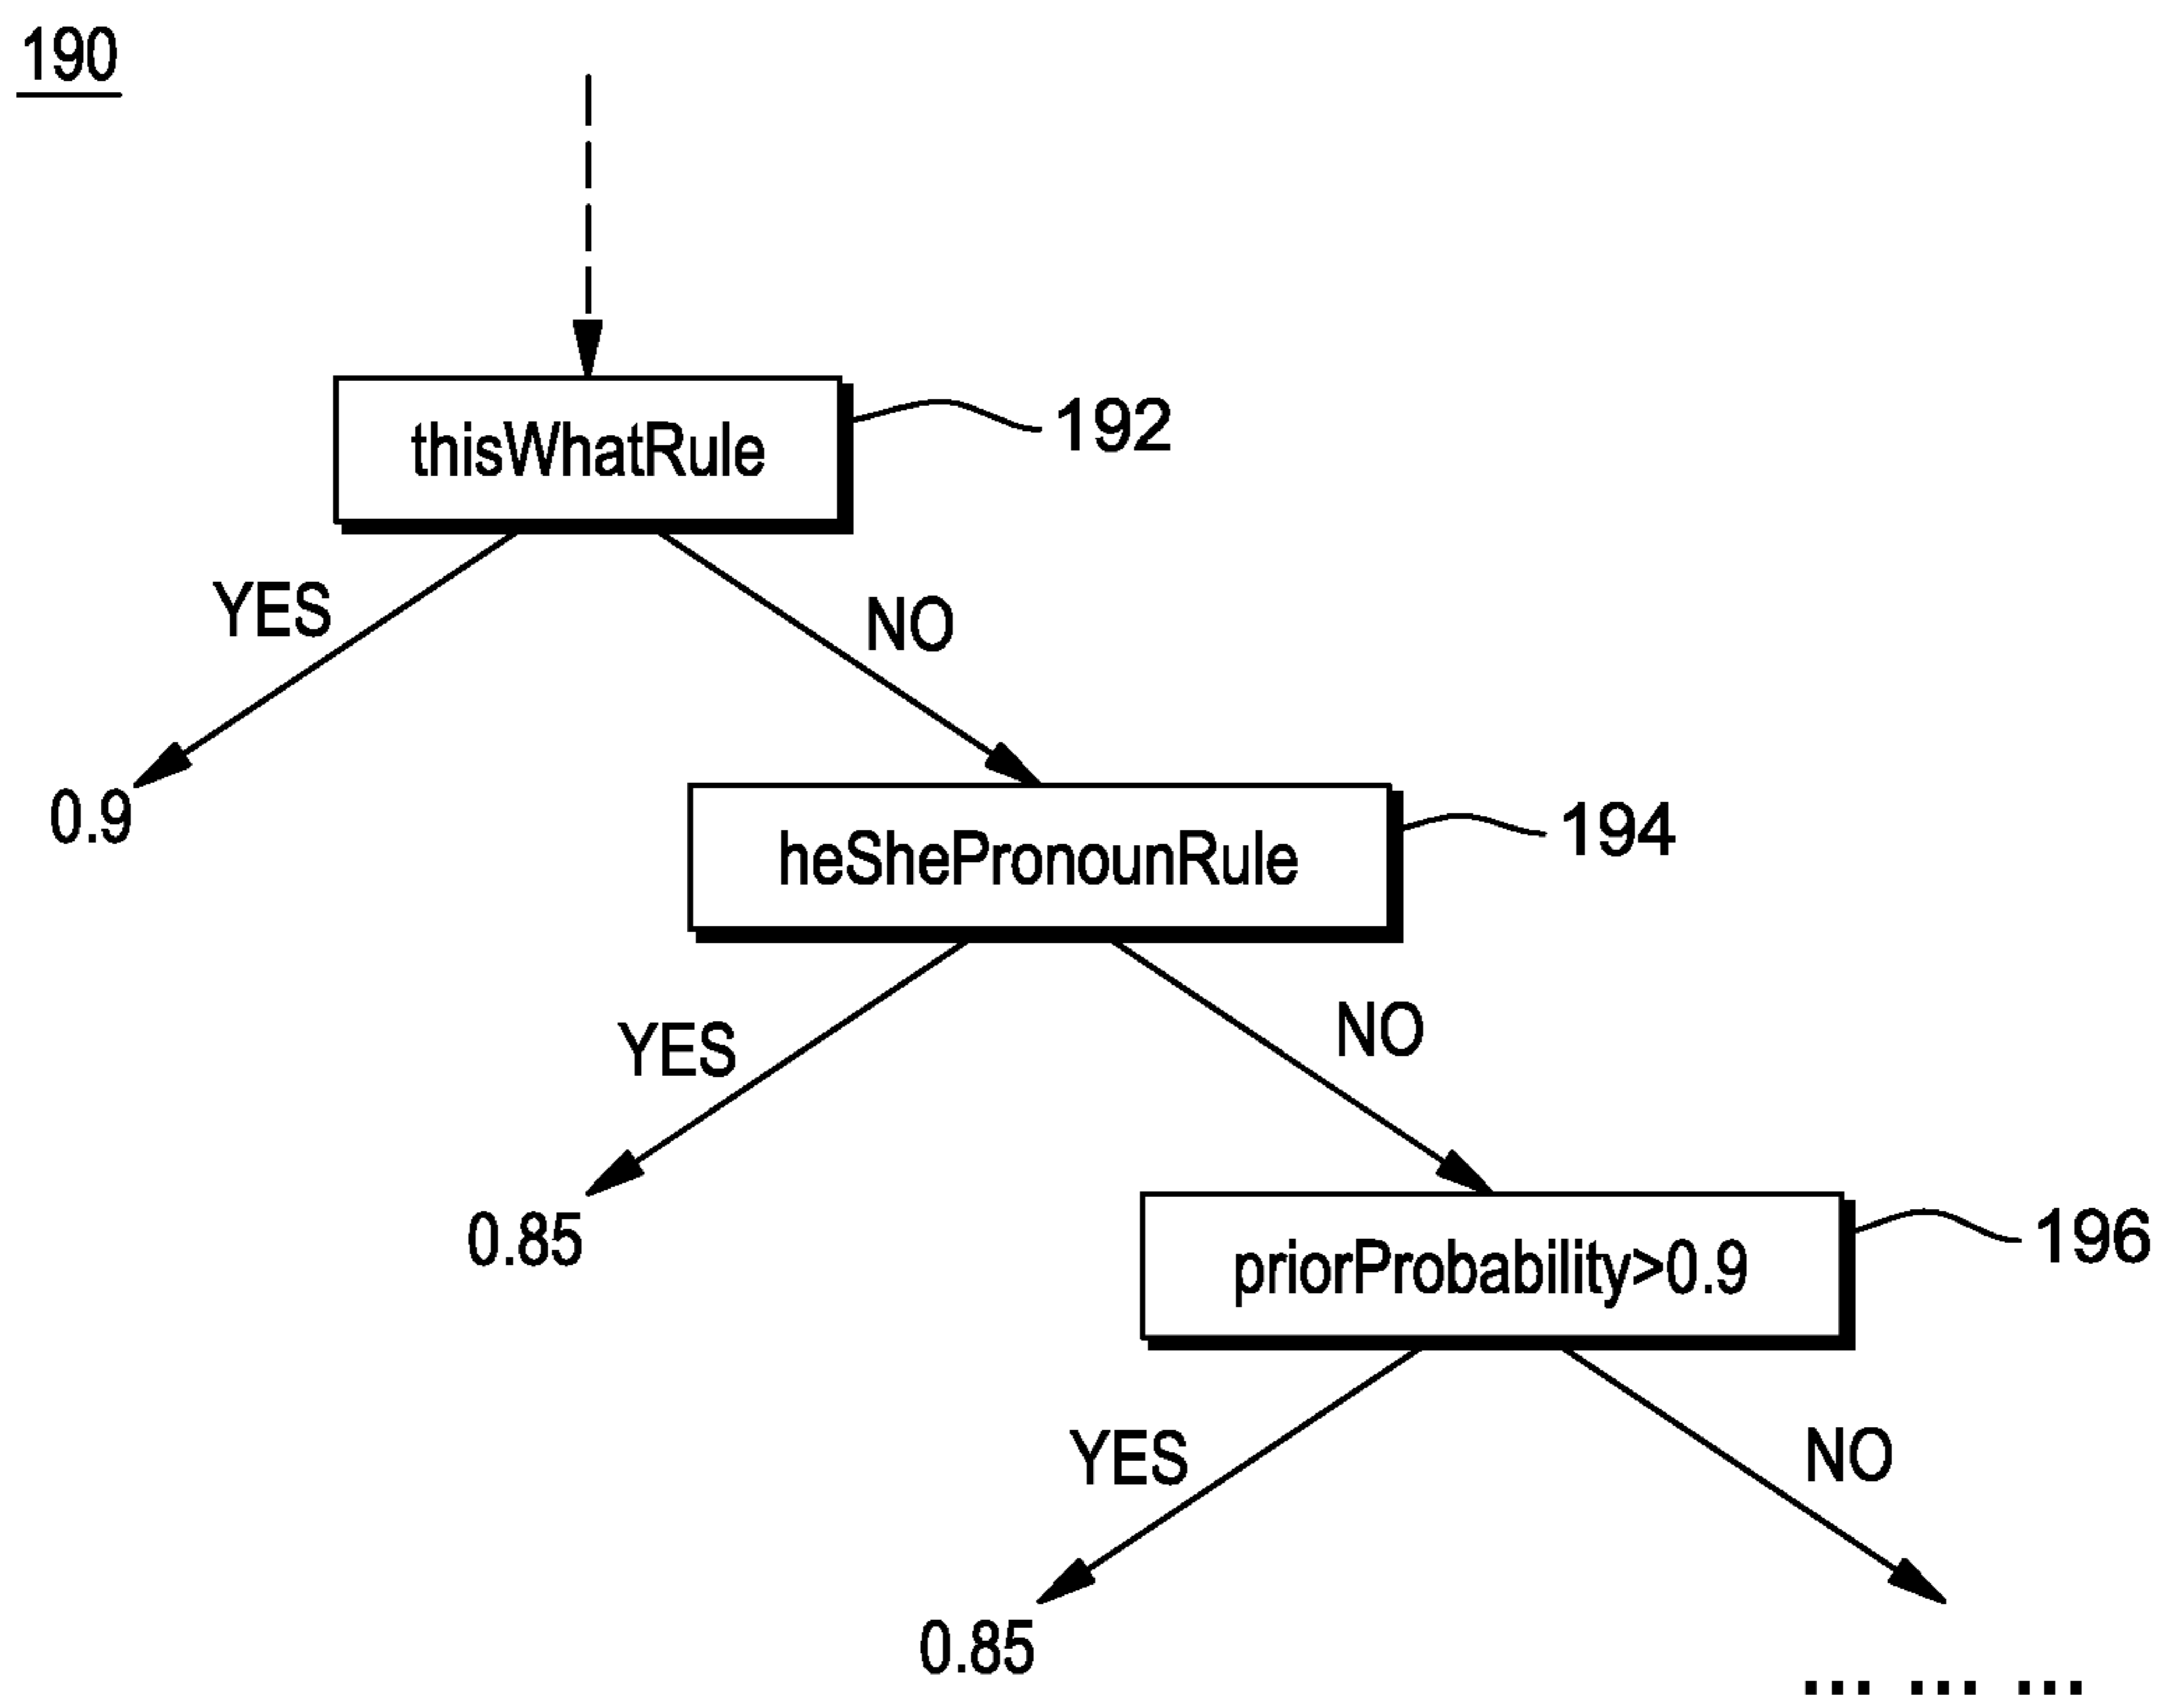 190
thisWhatRule
192
YES
NO
0.9
heShePronounRule
194
YES
NO
0.85
priorProbability>0.9
196
YES
NO
0.85
... ... ...